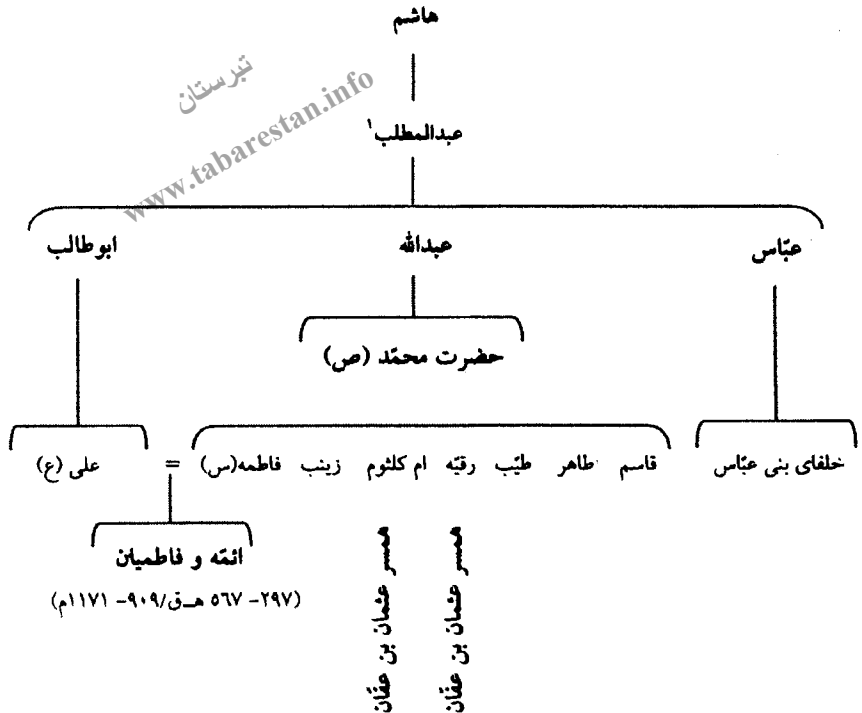 هاشم
تبرستان
www.tabarestan.info
عبدالمطلب۱
عبّاس
عبدالله
ابوطالب
حضرت محمّد (ص)
خلفای بنی عبّاس
قاسم طاهر طیّب رقیّه ام کلثوم زینب فاطمه(س) = علی (ع)
ائمّه و فاطمیان
(۲۹۷- ۵۶۷ هـ.ق/۹۰۹- ۱۱۷۱م)
همسر عثمان بن عفّان
همسر عثمان بن عفّان